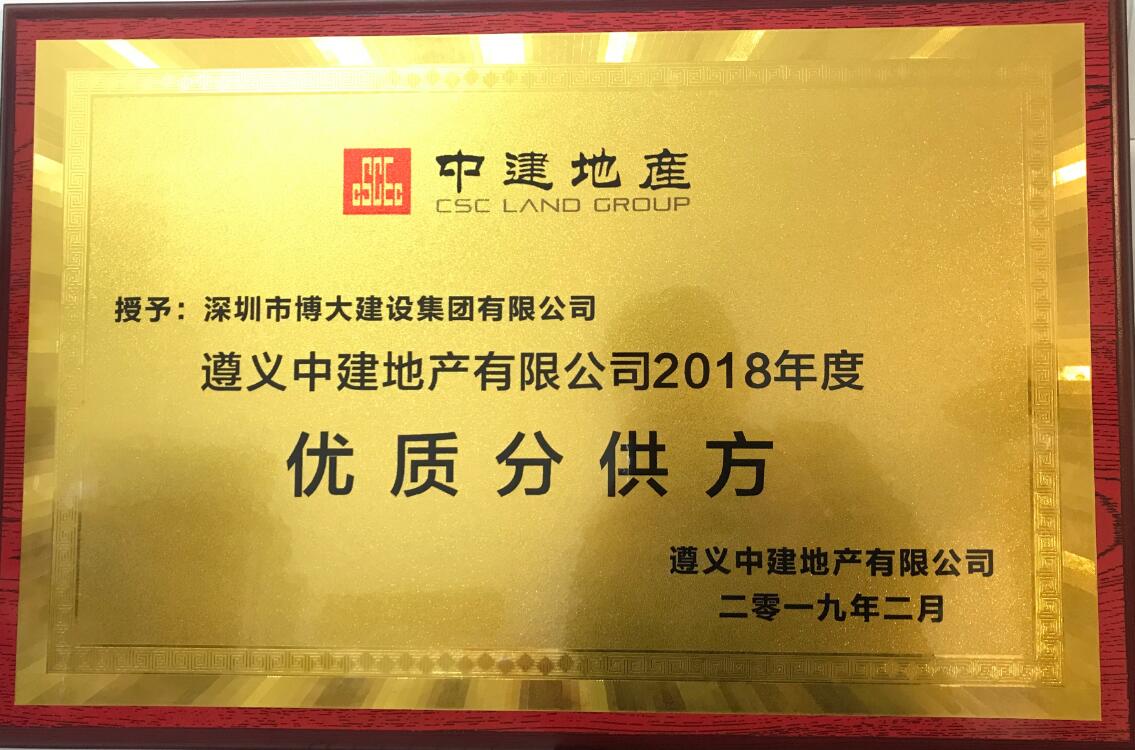 CSCEC
中建地產
CSC LAND GROUP
授予：深圳市博大建设集团有限公司
遵义中建地产有限公司2018年度
优质分供方
遵义中建地产有限公司
二零一九年二月